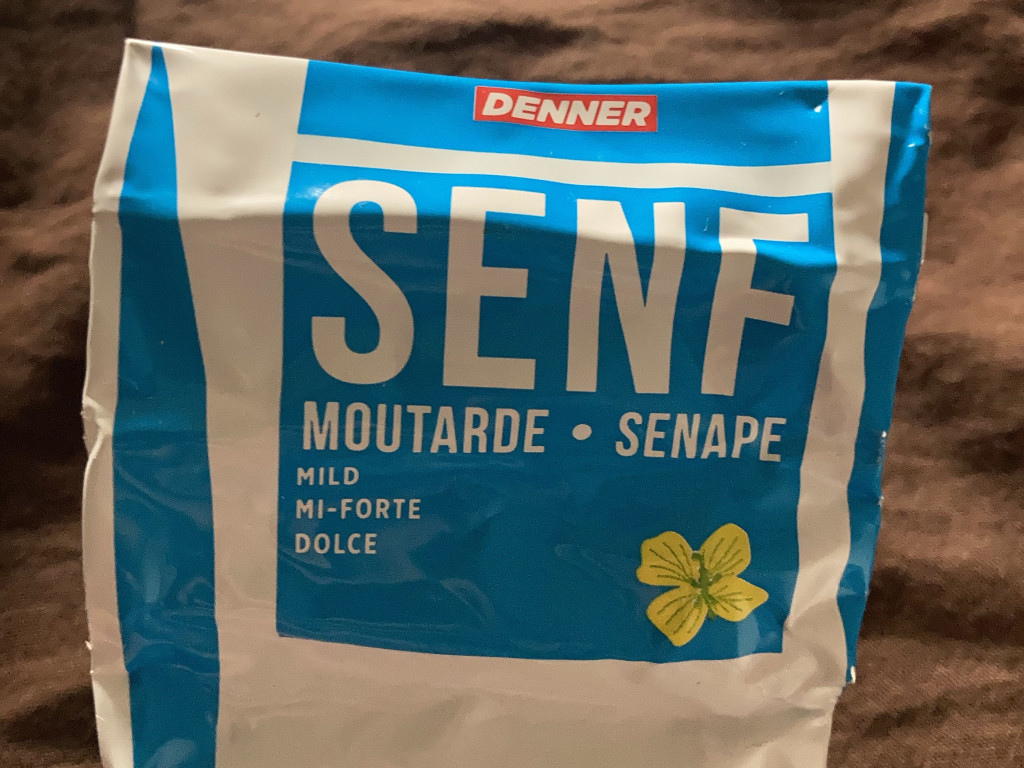 DENNER
SENF
MOUTARDE • SENAPE
MILD
MI-FORTE
DOLCE